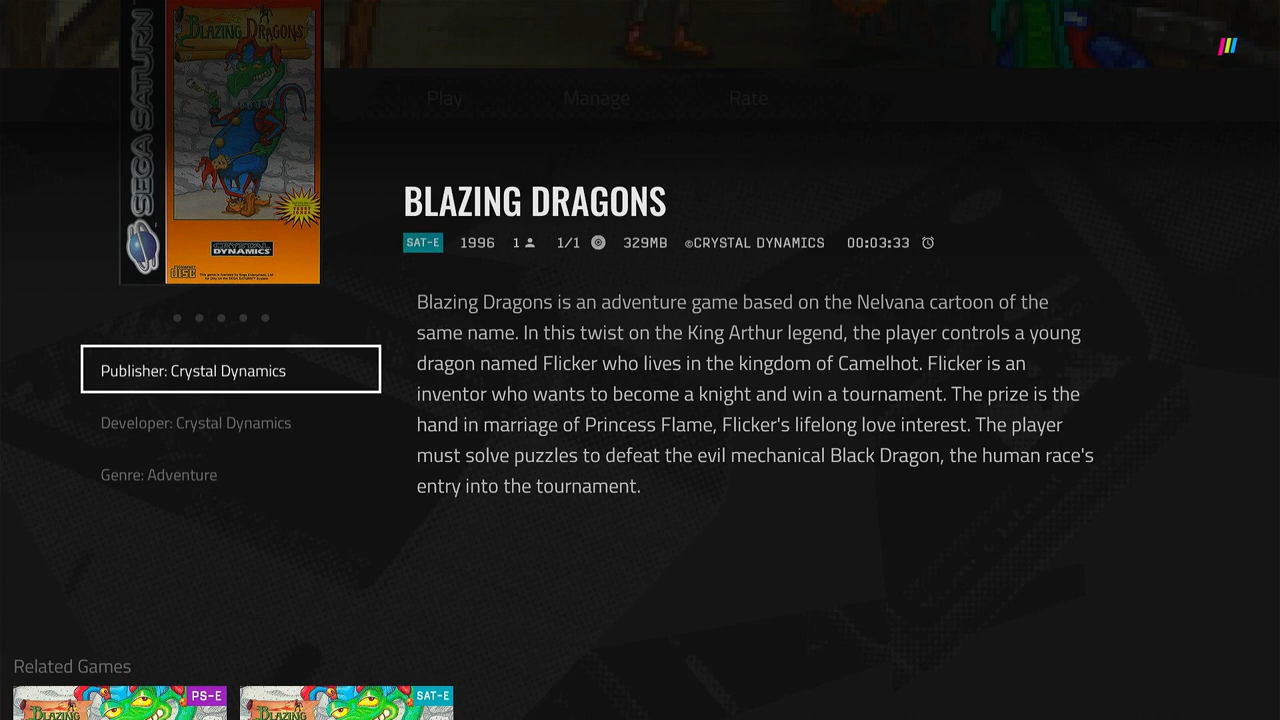 SEGA SATURN
BLAZING DRAGONS
CRYSTAL DYNAMICS
COMPACT DISC
Play
Manage
Rate
BLAZING DRAGONS
SAT-E 1996 1 1/1 329MB ©CRYSTAL DYNAMICS 00:03:33
Blazing Dragons is an adventure game based on the Nelvana cartoon of the
same name. In this twist on the King Arthur legend, the player controls a young
dragon named Flicker who lives in the kingdom of Camelhot. Flicker is an
inventor who wants to become a knight and win a tournament. The prize is the
hand in marriage of Princess Flame, Flicker's lifelong love interest. The player
must solve puzzles to defeat the evil mechanical Black Dragon, the human race's
entry into the tournament.
Publisher: Crystal Dynamics
Developer: Crystal Dynamics
Genre: Adventure
Related Games
PS-E
SAT-E
BLAZING
BLAZING